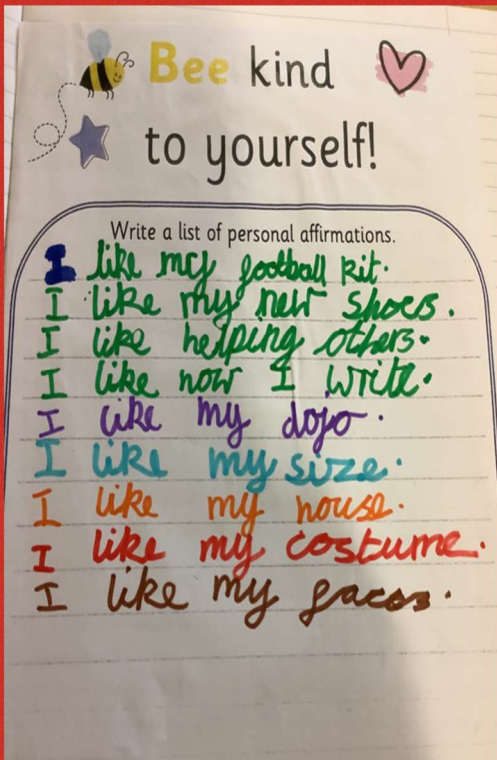 Bee kind
to yourself!
Write a list of personal affirmations.
I like my football kit.
I like my new shoes.
I like helping others.
I like how I write.
I like my dojo.
I like my size.
I like my house.
I like my costume.
I like my